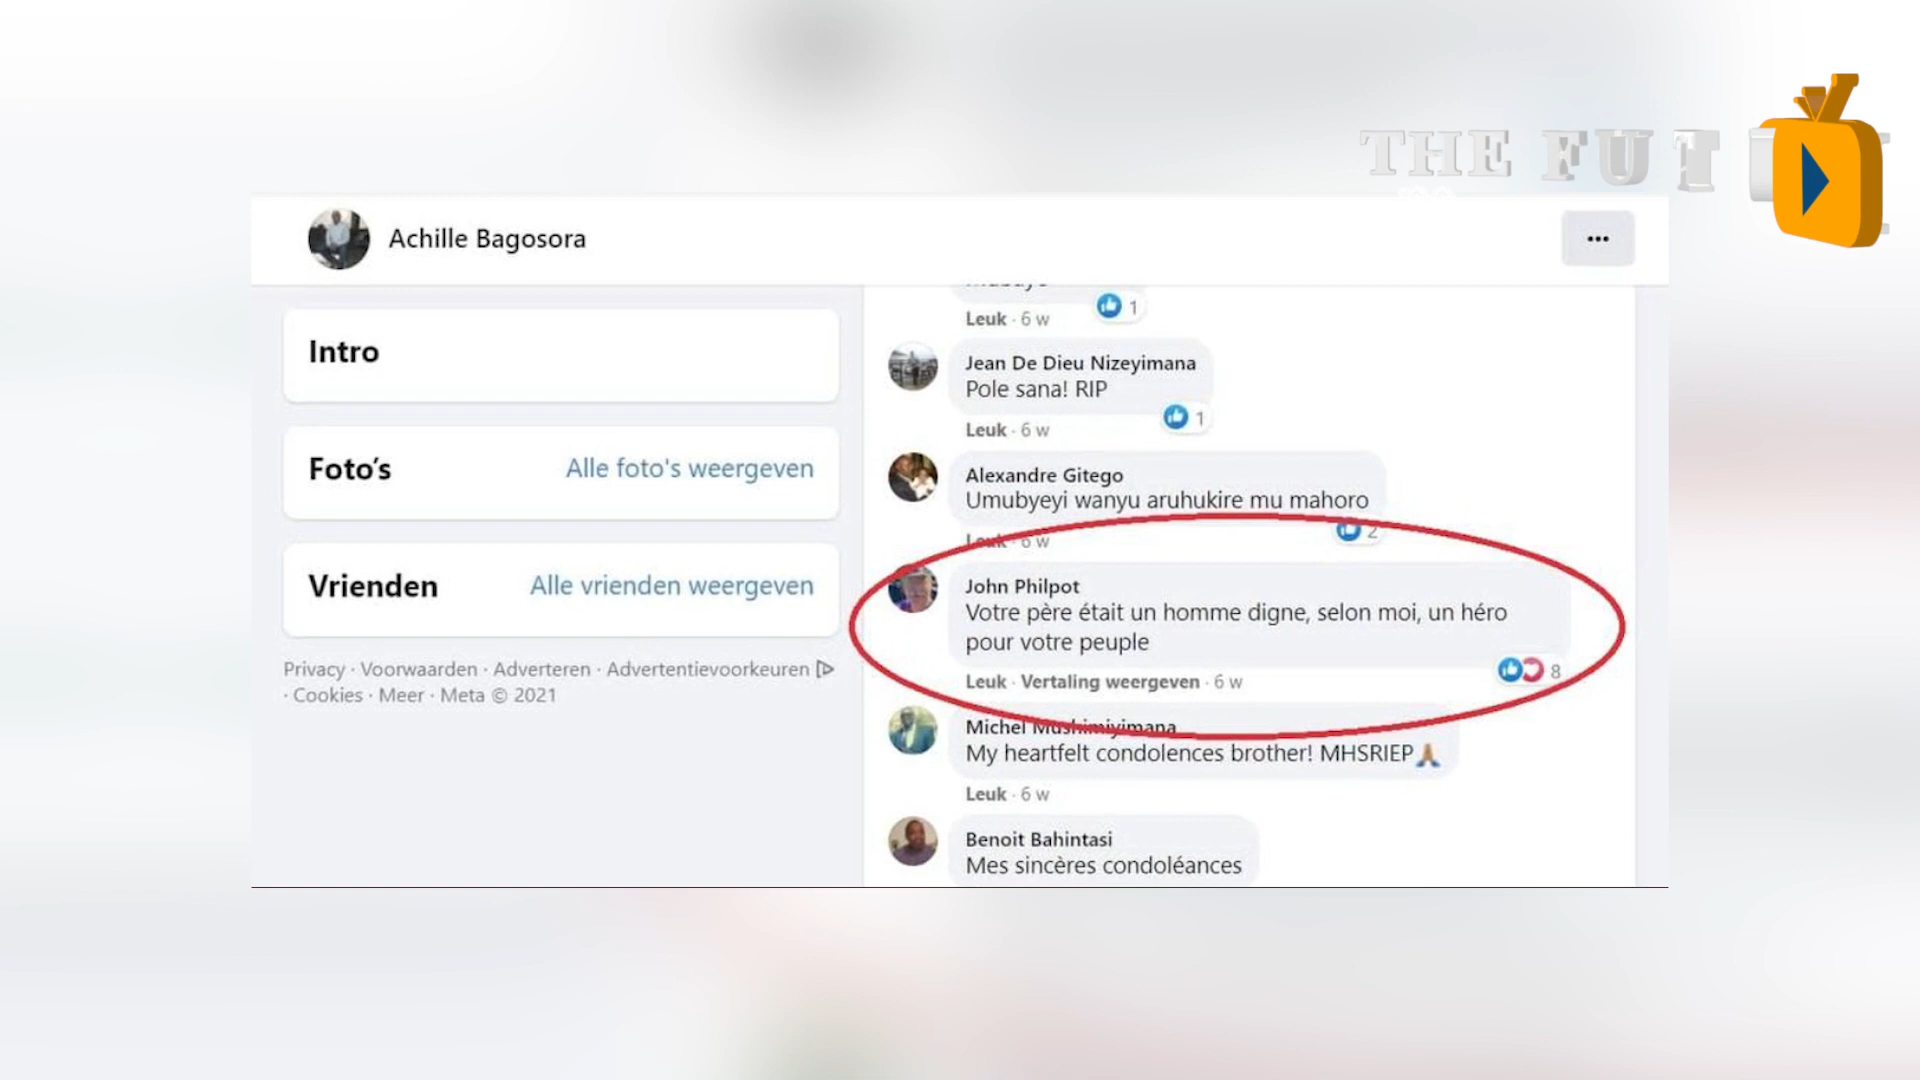 THE FUT
Achille Bagosora
Intro
Foto's
Alle foto's weergeven
Vrienden
Alle vrienden weergeven
Privacy · Voorwaarden · Adverteren · Advertentievoorkeuren
· Cookies · Meer · Meta © 2021
1
Leuk · 6 w
Jean De Dieu Nizeyimana
Pole sana! RIP
1
Leuk · 6 w
Alexandre Gitego
Umubyeyi wanyu aruhukire mu mahoro
2
Leuk · 6 w
John Philpot
Votre père était un homme digne, selon moi, un héro
pour votre peuple
8
Leuk · Vertaling weergeven · 6 w
Michel Mushimiyimana
My heartfelt condolences brother! MHSRIEP🙏🏽
Leuk · 6 w
Benoit Bahintasi
Mes sincères condoléances